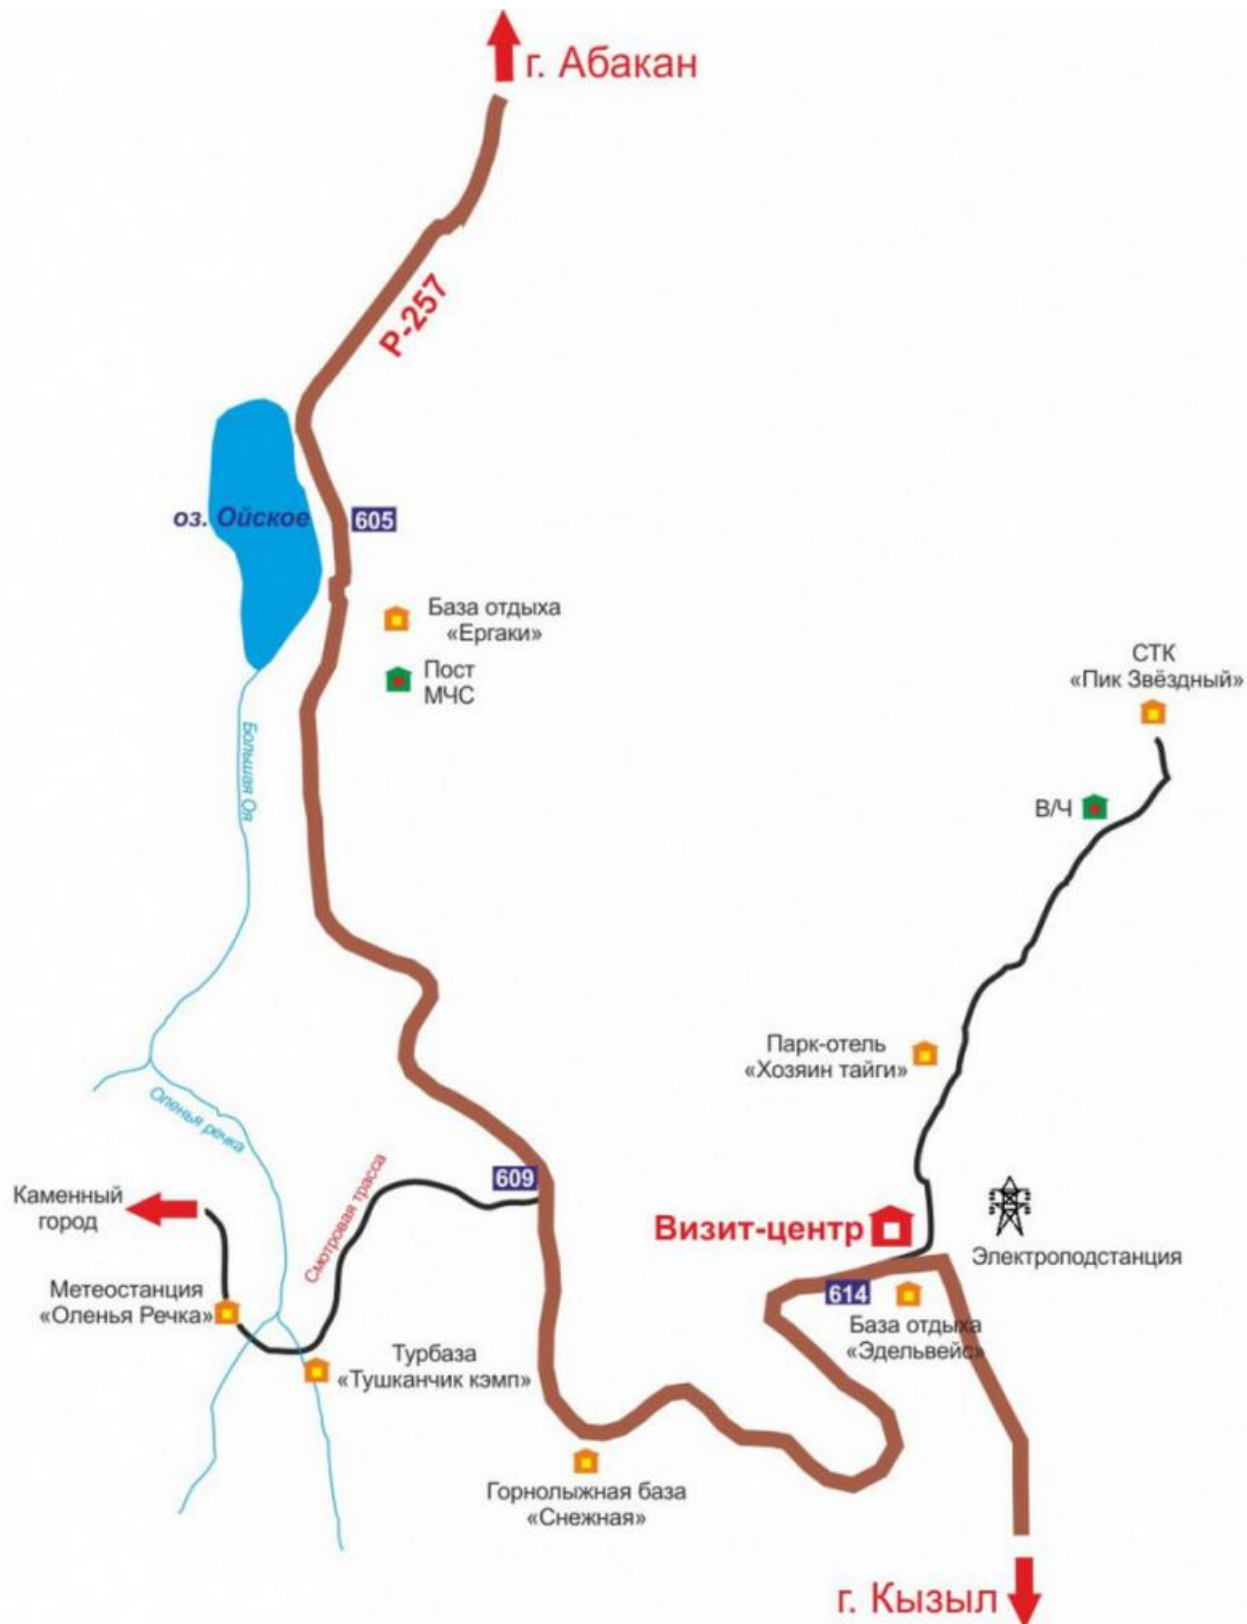 г. Абакан
Р-257
оз. Ойское
605
База отдыха
«Ергаки»
Пост
МЧС
СТК
«Пик Звёздный»
Большая Оя
В/Ч
Парк-отель
«Хозяин тайги»
Оленья речка
609
Смотровая трасса
Каменный
город
Визит-центр
Электроподстанция
Метеостанция
«Оленья Речка»
614
База отдыха
«Эдельвейс»
Турбаза
«Тушканчик кэмп»
Горнолыжная база
«Снежная»
г. Кызыл